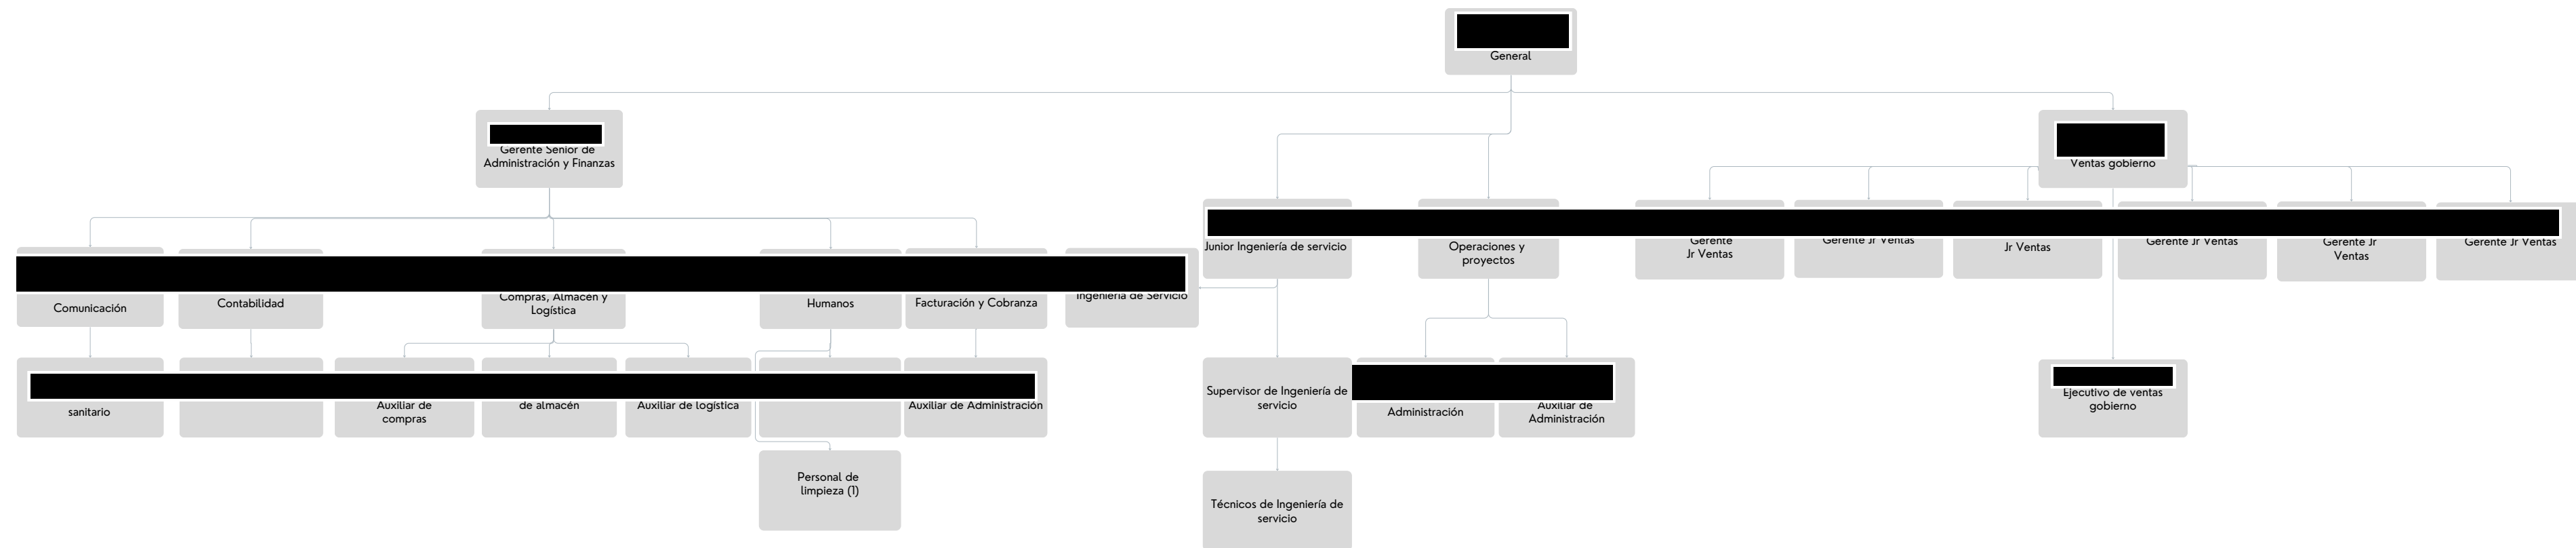 General
Gerente Senior de
Administración y Finanzas
Ventas gobierno
Junior Ingeniería de servicio
Operaciones y
proyectos
Gerente
Jr Ventas
Gerente Jr Ventas
Jr Ventas
Gerente Jr Ventas
Gerente Jr
Ventas
Gerente Jr Ventas
Comunicación
Contabilidad
Compras, Almacén y
Logística
Humanos
Facturación y Cobranza
Ingeniería de Servicio
sanitario
Auxiliar de
compras
de almacén
Auxiliar de logística
Auxiliar de Administración
Supervisor de Ingeniería de
servicio
Administración
Auxiliar de
Administración
Ejecutivo de ventas
gobierno
Personal de
limpieza (1)
Técnicos de Ingeniería de
servicio